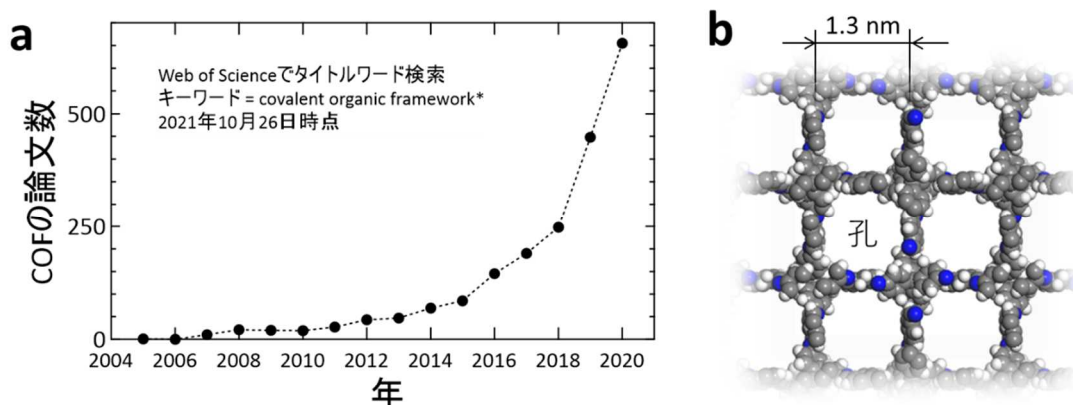 a
Web of Scienceでタイトルワード検索
キーワード = covalent organic framework*
2021年10月26日時点
COFの論文数
500
250
0
2004 2006 2008 2010 2012 2014 2016 2018 2020
年
b
1.3 nm
孔